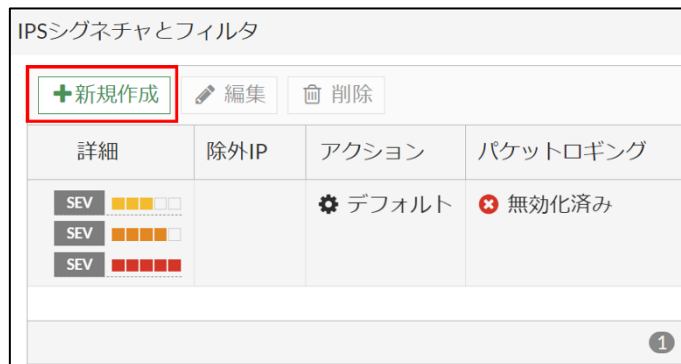 IPSシグネチャとフィルタ
新規作成 編集 削除
詳細 除外IP アクション パケットロギング
SEV デフォルト 無効化済み
SEV
SEV
1